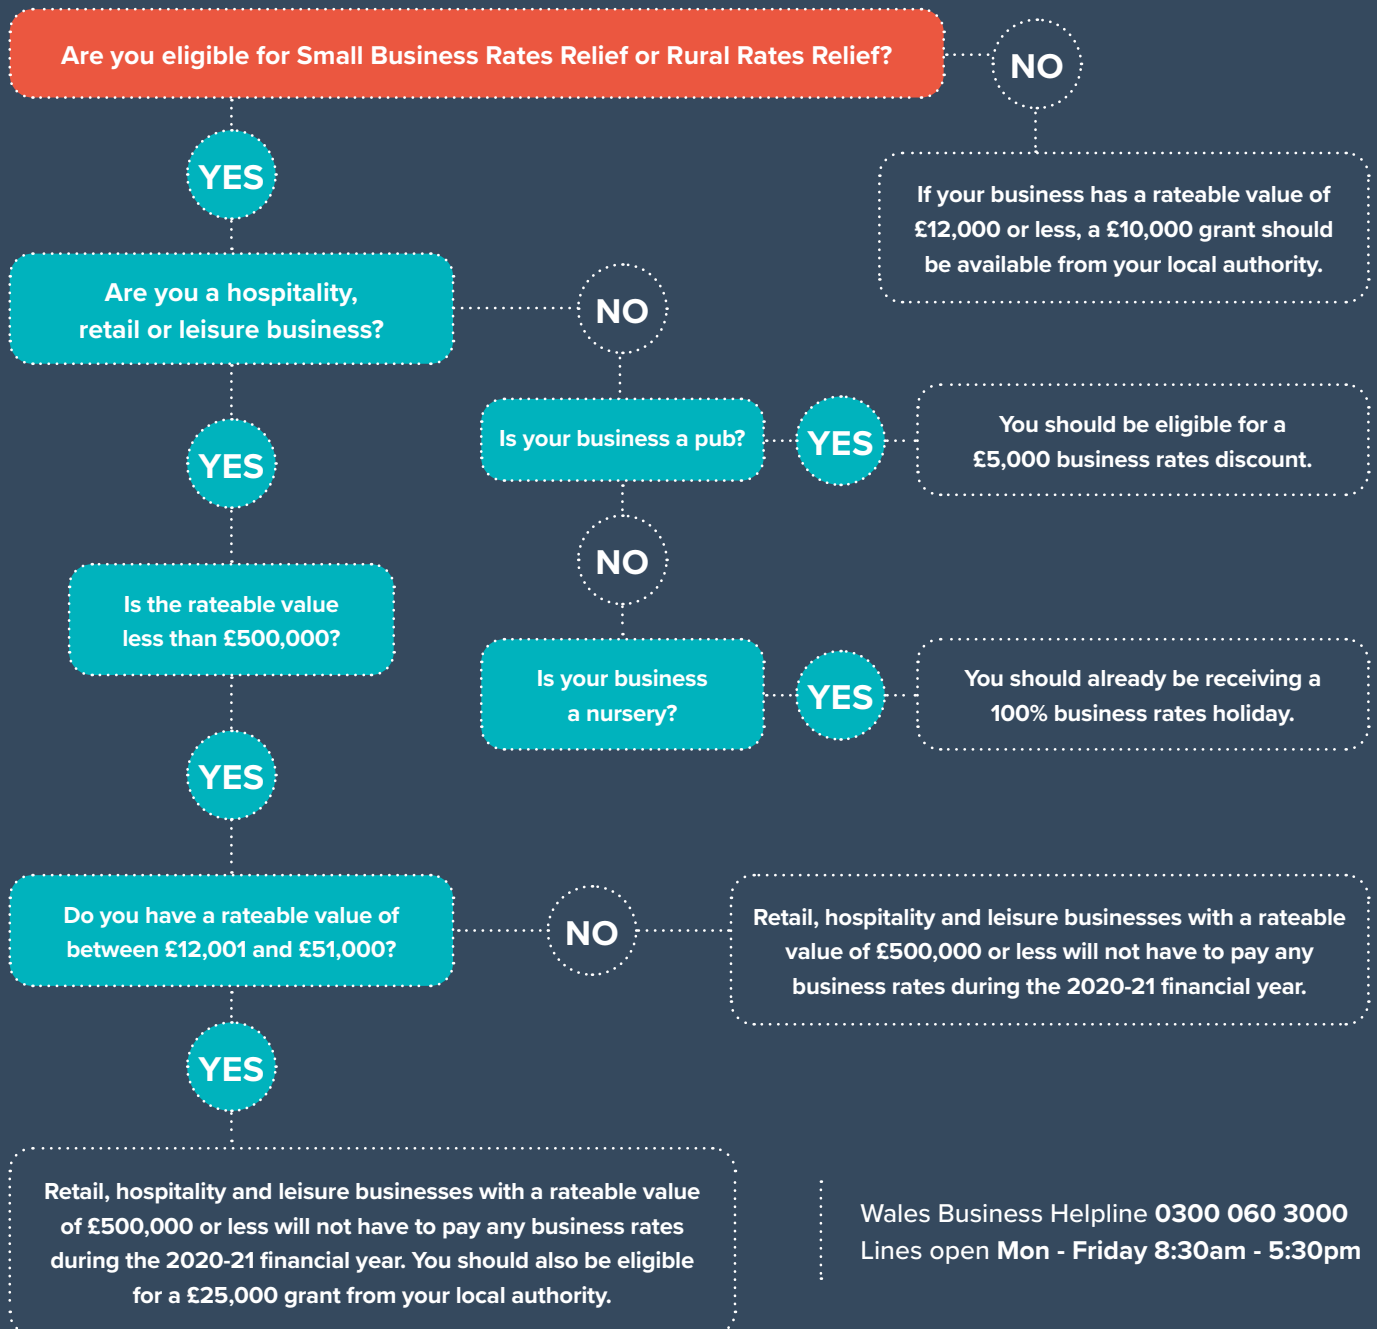 Are you eligible for Small Business Rates Relief or Rural Rates Relief?
NO
YES
If your business has a rateable value of
£12,000 or less, a £10,000 grant should
be available from your local authority.
Are you a hospitality,
retail or leisure business?
NO
YES
Is your business a pub?
YES
You should be eligible for a
£5,000 business rates discount.
NO
Is the rateable value
less than £500,000?
Is your business
a nursery?
YES
You should already be receiving a
100% business rates holiday.
YES
Do you have a rateable value of
between £12,001 and £51,000?
NO
Retail, hospitality and leisure businesses with a rateable
value of £500,000 or less will not have to pay any
business rates during the 2020-21 financial year.
YES
Retail, hospitality and leisure businesses with a rateable value
of £500,000 or less will not have to pay any business rates
during the 2020-21 financial year. You should also be eligible
for a £25,000 grant from your local authority.
Wales Business Helpline 0300 060 3000
Lines open Mon - Friday 8:30am - 5:30pm